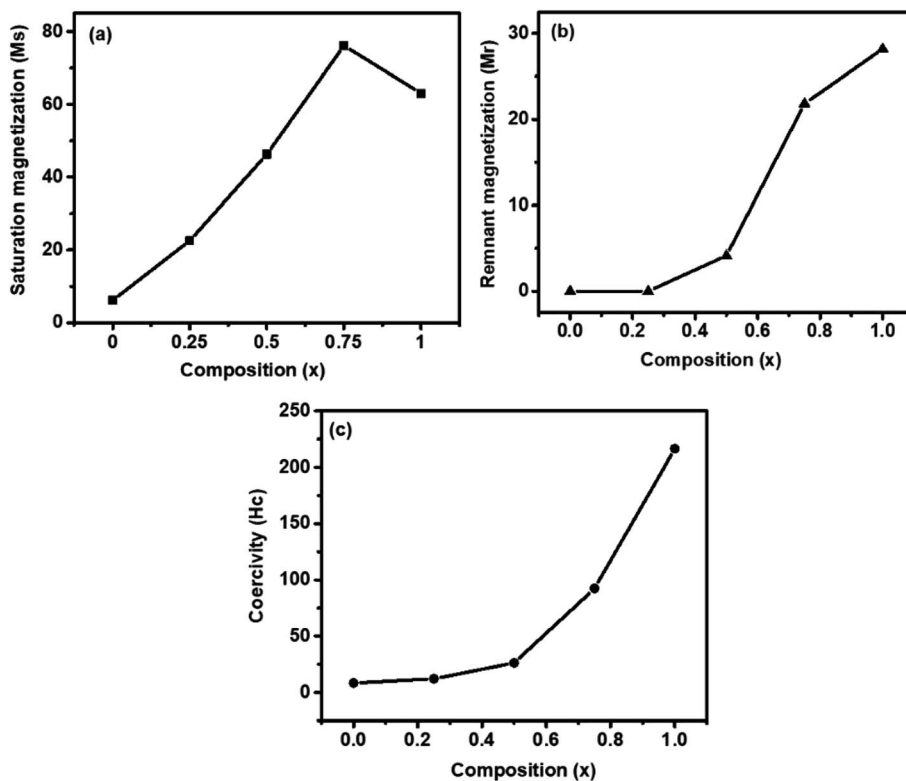 (a)
Saturation magnetization (Ms)
80
60
40
20
0
0 0.25 0.5 0.75 1
Composition (x)
(b)
Remnant magnetization (Mr)
30
20
10
0
0.0 0.2 0.4 0.6 0.8 1.0
Composition (x)
(c)
Coercivity (Hc)
250
200
150
100
50
0
0.0 0.2 0.4 0.6 0.8 1.0
Composition (x)